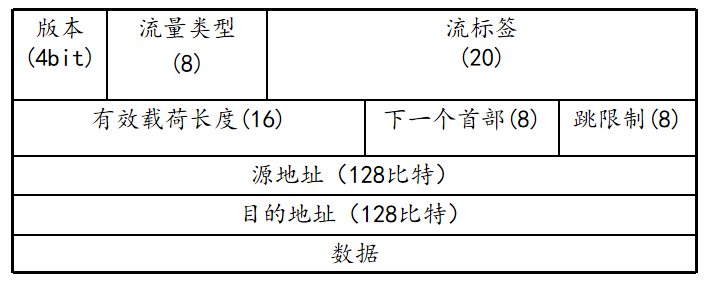 版本
(4bit)
流量类型
(8)
流标签
(20)
有效载荷长度(16)
下一个首部(8)
跳限制(8)
源地址（128比特）
目的地址（128比特）
数据